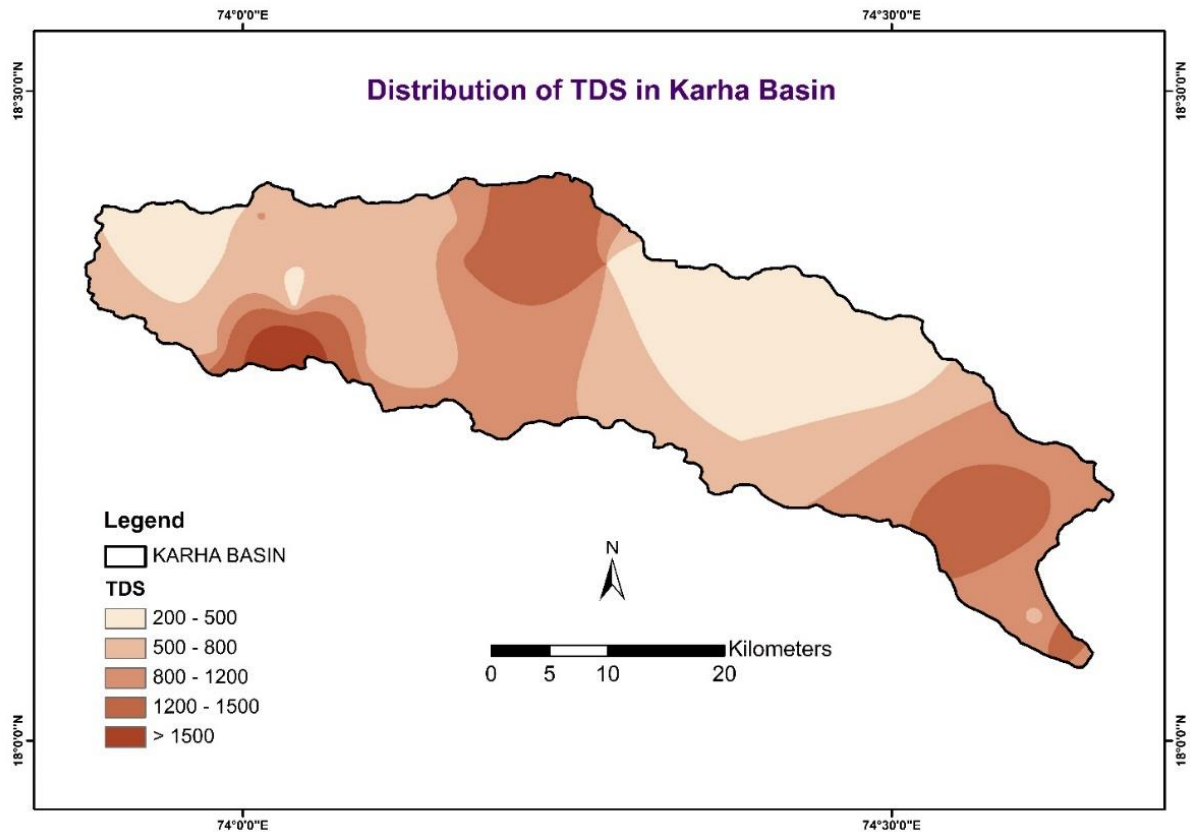 74°0'0"E
74°30'0"E
18°30'0"N
18°30'0"N
Distribution of TDS in Karha Basin
Legend
KARHA BASIN
TDS
200 - 500
500 - 800
800 - 1200
1200 - 1500
> 1500
N
Kilometers
0 5 10 20
18°0'0"N
18°0'0"N
74°0'0"E
74°30'0"E